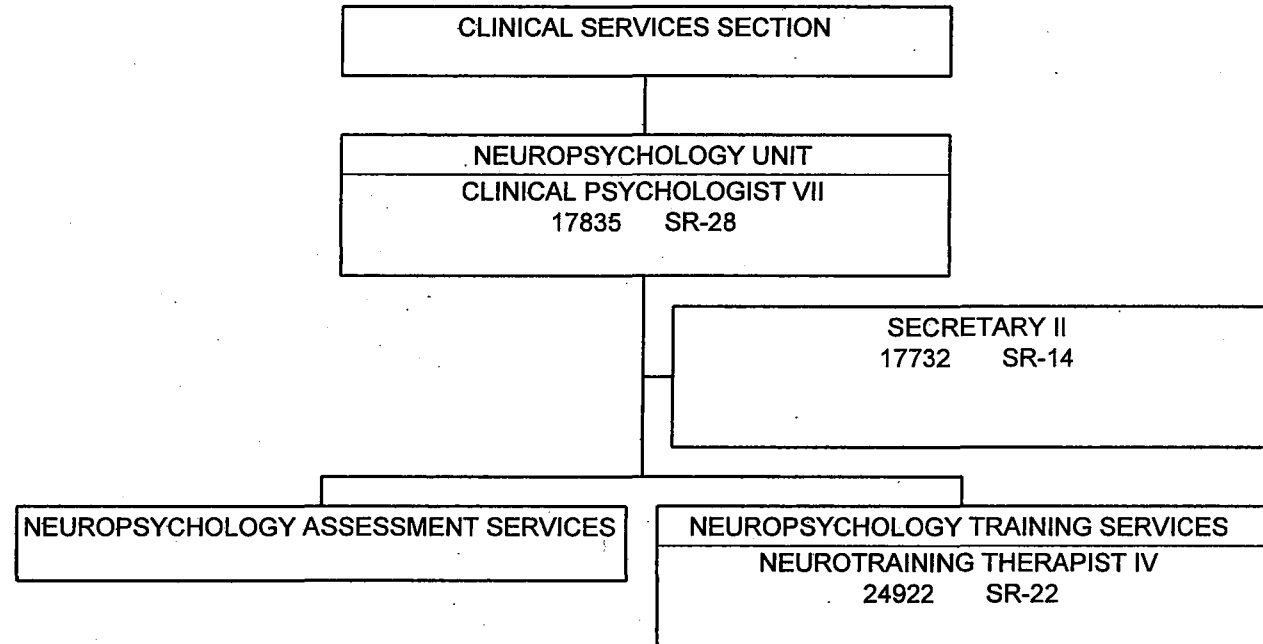 CLINICAL SERVICES SECTION
NEUROPSYCHOLOGY UNIT
CLINICAL PSYCHOLOGIST VII
17835 SR-28
SECRETARY II
17732 SR-14
NEUROPSYCHOLOGY ASSESSMENT SERVICES
NEUROPSYCHOLOGY TRAINING SERVICES
NEUROTRAINING THERAPIST IV
24922 SR-22